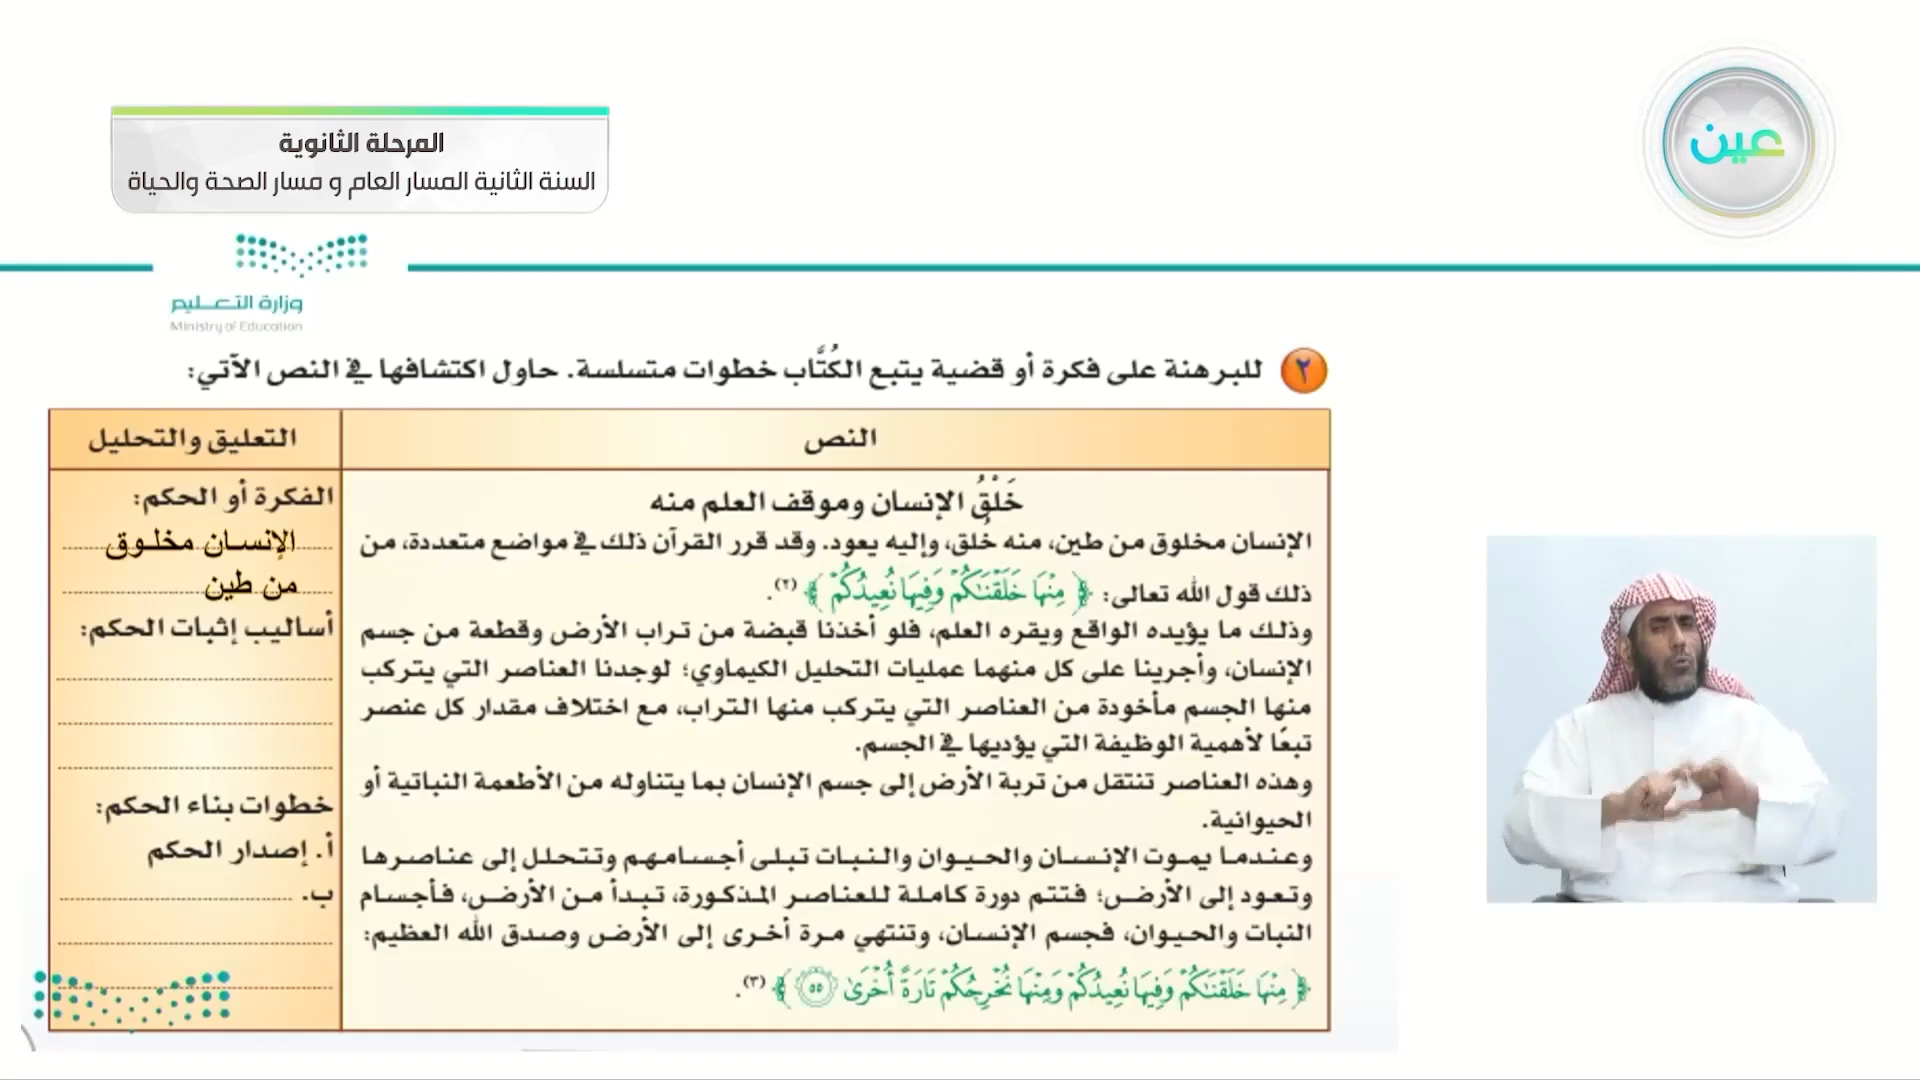 المرحلة الثانوية
السنة الثانية المسار العام و مسار الصحة والحياة
عين
وزارة التعـــليم
Ministry of Education
٢ للبرهنة على فكرة أو قضية يتبع الكُتَّاب خطوات متسلسة. حاول اكتشافها في النص الآتي:
النص
خَلْقُ الإنسان وموقف العلم منه
الإنسان مخلوق من طين، منه خُلق، وإليه يعود. وقد قرر القرآن ذلك في مواضع متعددة، من
ذلك قول الله تعالى: ﴿ مِنْهَا خَلَقْنَٰكُمْ وَفِيهَا نُعِيدُكُمْ ﴾ (٢).
وذلك ما يؤيده الواقع ويقره العلم، فلو أخذنا قبضة من تراب الأرض وقطعة من جسم
الإنسان، وأجرينا على كل منهما عمليات التحليل الكيماوي؛ لوجدنا العناصر التي يتركب
منها الجسم مأخودة من العناصر التي يتركب منها التراب، مع اختلاف مقدار كل عنصر
تبعًا لأهمية الوظيفة التي يؤديها في الجسم.
وهذه العناصر تنتقل من تربة الأرض إلى جسم الإنسان بما يتناوله من الأطعمة النباتية أو
الحيوانية.
وعندما يموت الإنسان والحيوان والنبات تبلى أجسامهم وتتحلل إلى عناصرها
وتعود إلى الأرض؛ فتتم دورة كاملة للعناصر المذكورة، تبدأ من الأرض، فأجسام
النبات والحيوان، فجسم الإنسان، وتنتهي مرة أخرى إلى الأرض وصدق الله العظيم:
﴿ مِنْهَا خَلَقْنَٰكُمْ وَفِيهَا نُعِيدُكُمْ وَمِنْهَا نُخْرِجُكُمْ تَارَةً أُخْرَىٰ ٥٥ ﴾ (٣).
التعليق والتحليل
الفكرة أو الحكم:
الإنسان مخلوق
من طين
أساليب إثبات الحكم:
خطوات بناء الحكم:
أ. إصدار الحكم
ب.